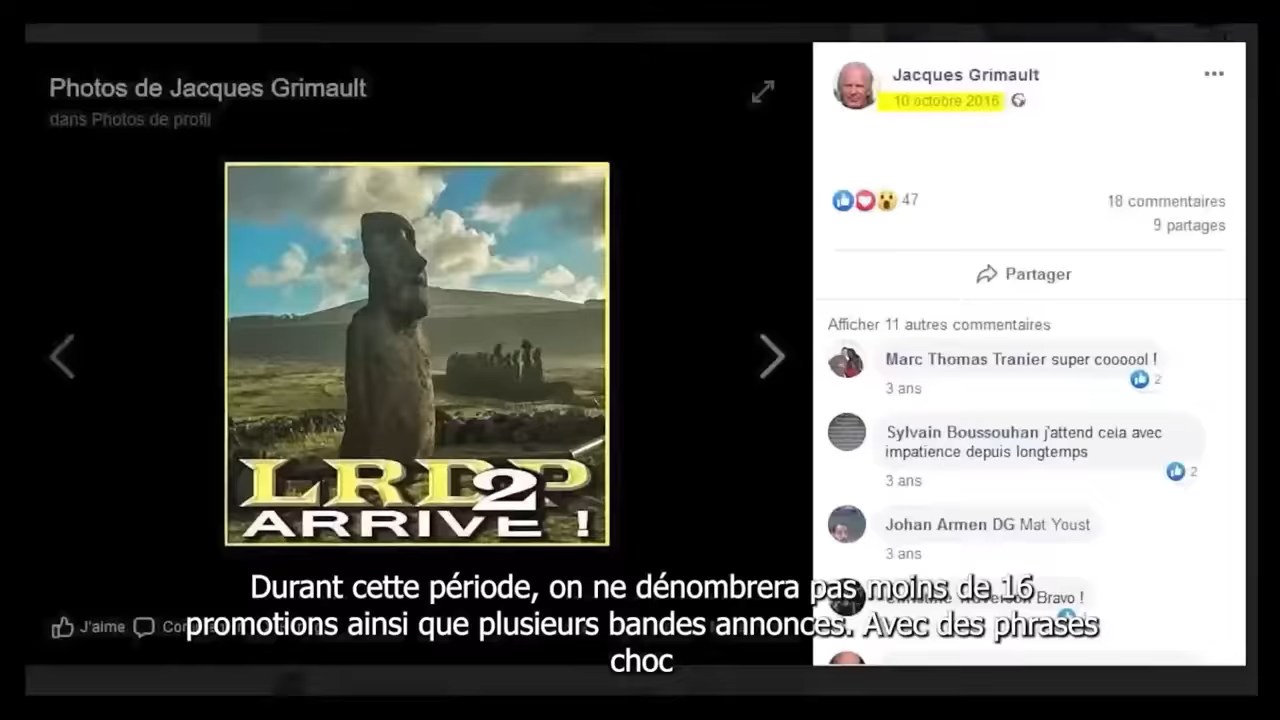 Photos de Jacques Grimault
dans Photos de profil
LRDP2
ARRIVE !
J'aime
Jacques Grimault
10 octobre 2016
47
18 commentaires
9 partages
Partager
Afficher 11 autres commentaires
Marc Thomas Tranier super coooool !
2
3 ans
Sylvain Boussouhan j'attend cela avec
impatience depuis longtemps
2
3 ans
Johan Armen DG Mat Youst
3 ans
Bravo !
Durant cette période, on ne dénombrera pas moins de 16
promotions ainsi que plusieurs bandes annonces. Avec des phrases
choc